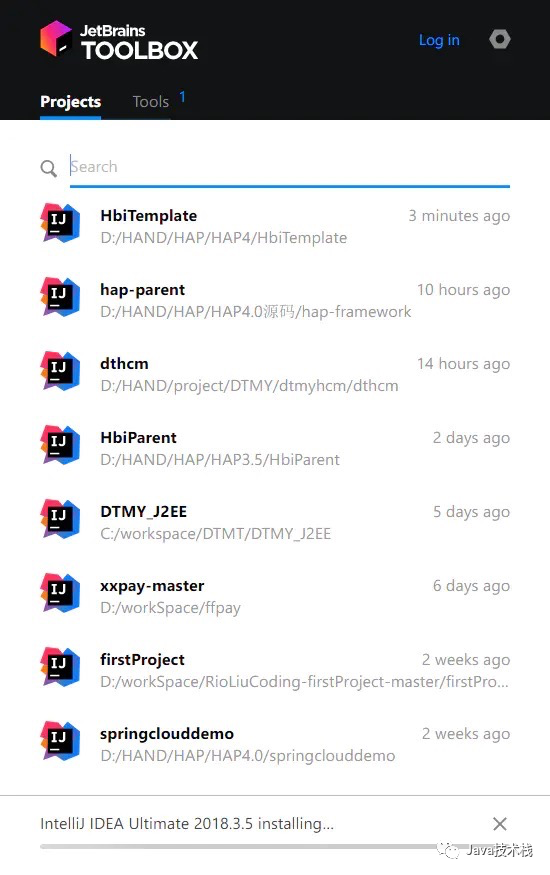 JetBrains
TOOLBOX
Log in
Projects
Tools 1
Search
IJ
HbiTemplate
3 minutes ago
D:/HAND/HAP/HAP4/HbiTemplate
IJ
hap-parent
10 hours ago
D:/HAND/HAP/HAP4.0源码/hap-framework
IJ
dthcm
14 hours ago
D:/HAND/project/DTMY/dtmyhcm/dthcm
IJ
HbiParent
2 days ago
D:/HAND/HAP/HAP3.5/HbiParent
IJ
DTMY_J2EE
5 days ago
C:/workspace/DTMT/DTMY_J2EE
IJ
xxpay-master
6 days ago
D:/workSpace/ffpay
IJ
firstProject
2 weeks ago
D:/workSpace/RioLiuCoding-firstProject-master/firstPro...
IJ
springclouddemo
2 weeks ago
D:/HAND/HAP/HAP4.0/springclouddemo
IntelliJ IDEA Ultimate 2018.3.5 installing...
Java技术栈